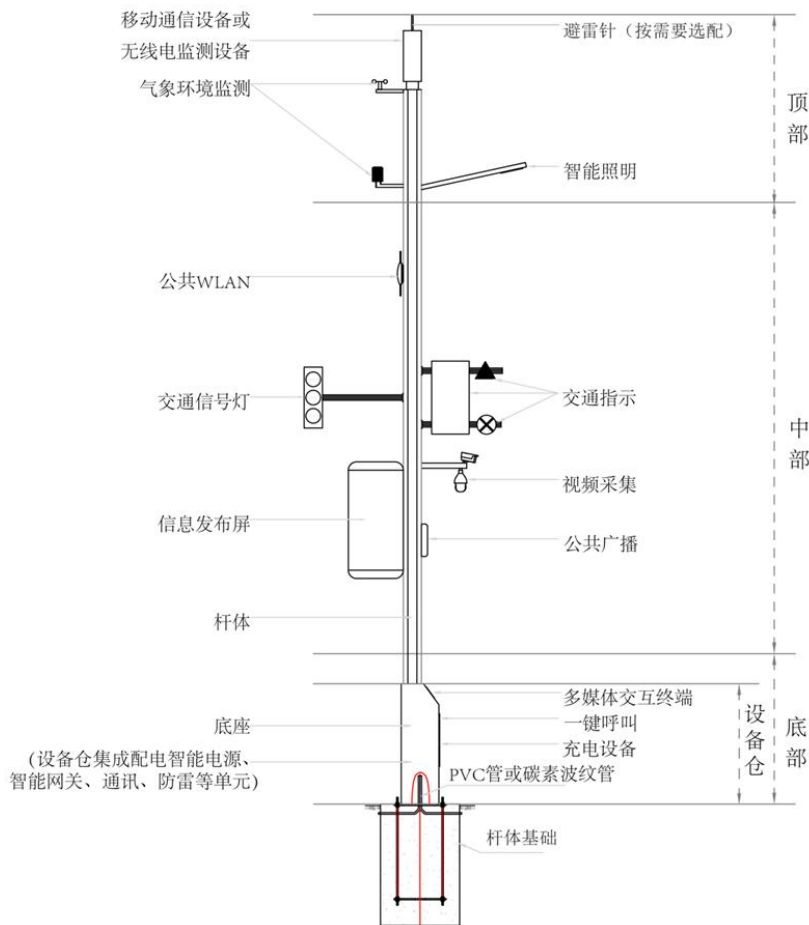 移动通信设备或
无线电监测设备
避雷针（按需要选配）
气象环境监测
顶部
智能照明
公共WLAN
交通信号灯
交通指示
中部
视频采集
信息发布屏
公共广播
杆体
多媒体交互终端
底座
一键呼叫
设备仓
底部
充电设备
(设备仓集成配电智能电源、
智能网关、通讯、防雷等单元)
PVC管或碳素波纹管
杆体基础